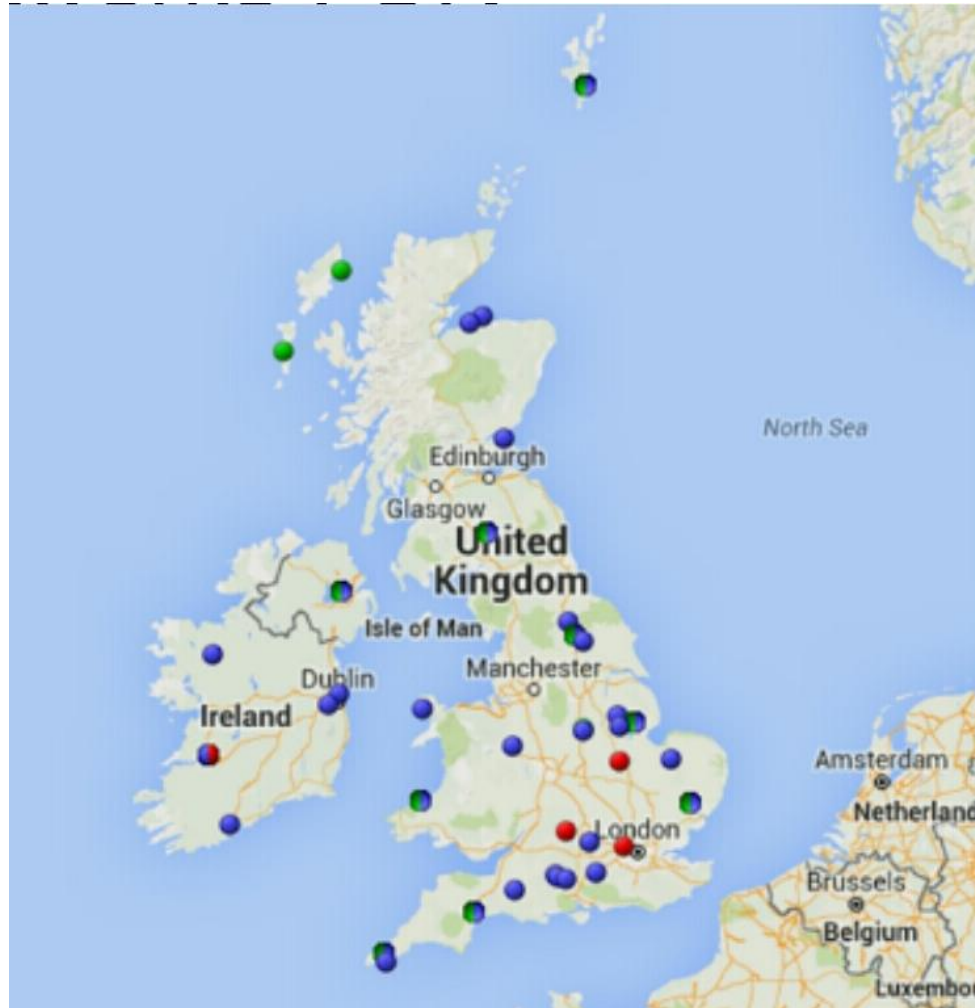 North Sea
Edinburgh
Glasgow
United
Kingdom
Isle of Man
Manchester
Dublin
Ireland
Amsterdam
Netherland
London
Brussels
Belgium
Luxembo